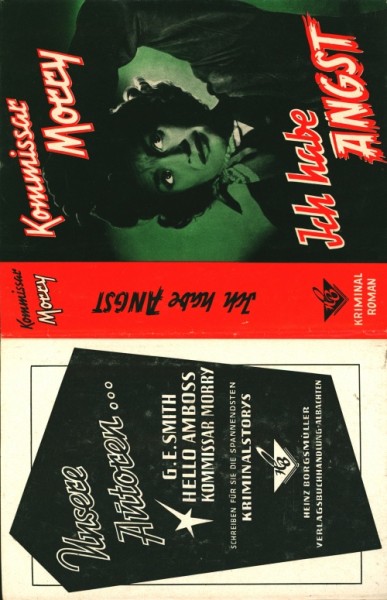 Kommissar
Morry
Ich habe
ANGST
Kommissar
MORRY
Ich habe ANGST
KRIMINAL
ROMAN
Unsere
Autoren...
G.E. SMITH
HELLO AMBOSS
KOMMISSAR MORRY
SCHREIBEN FÜR SIE DIE SPANNENDSTEN
KRIMINALSTORYS
HEINZ BORGSMÜLLER
VERLAGSBUCHHANDLUNG-ALBACHTEN